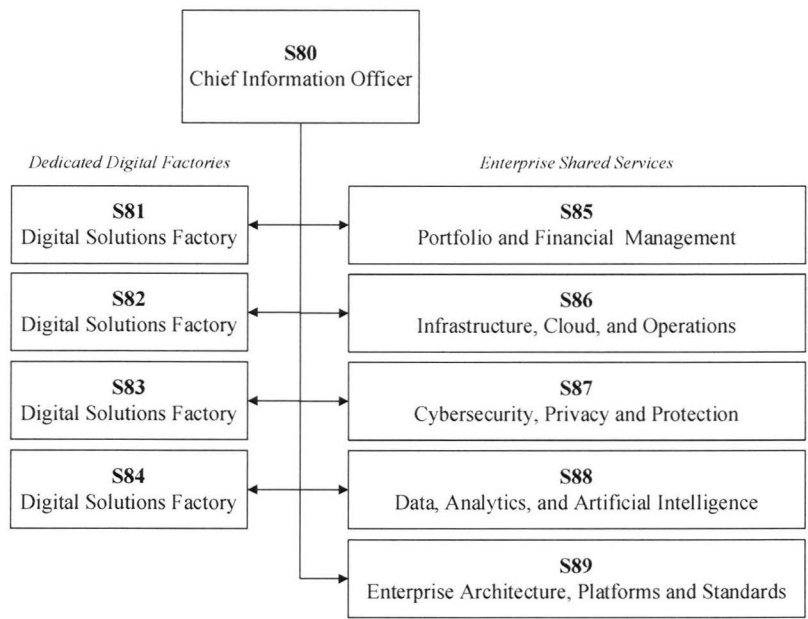 S80
Chief Information Officer
Dedicated Digital Factories
Enterprise Shared Services
S81
Digital Solutions Factory
S85
Portfolio and Financial Management
S82
Digital Solutions Factory
S86
Infrastructure, Cloud, and Operations
S83
Digital Solutions Factory
S87
Cybersecurity, Privacy and Protection
S84
Digital Solutions Factory
S88
Data, Analytics, and Artificial Intelligence
S89
Enterprise Architecture, Platforms and Standards